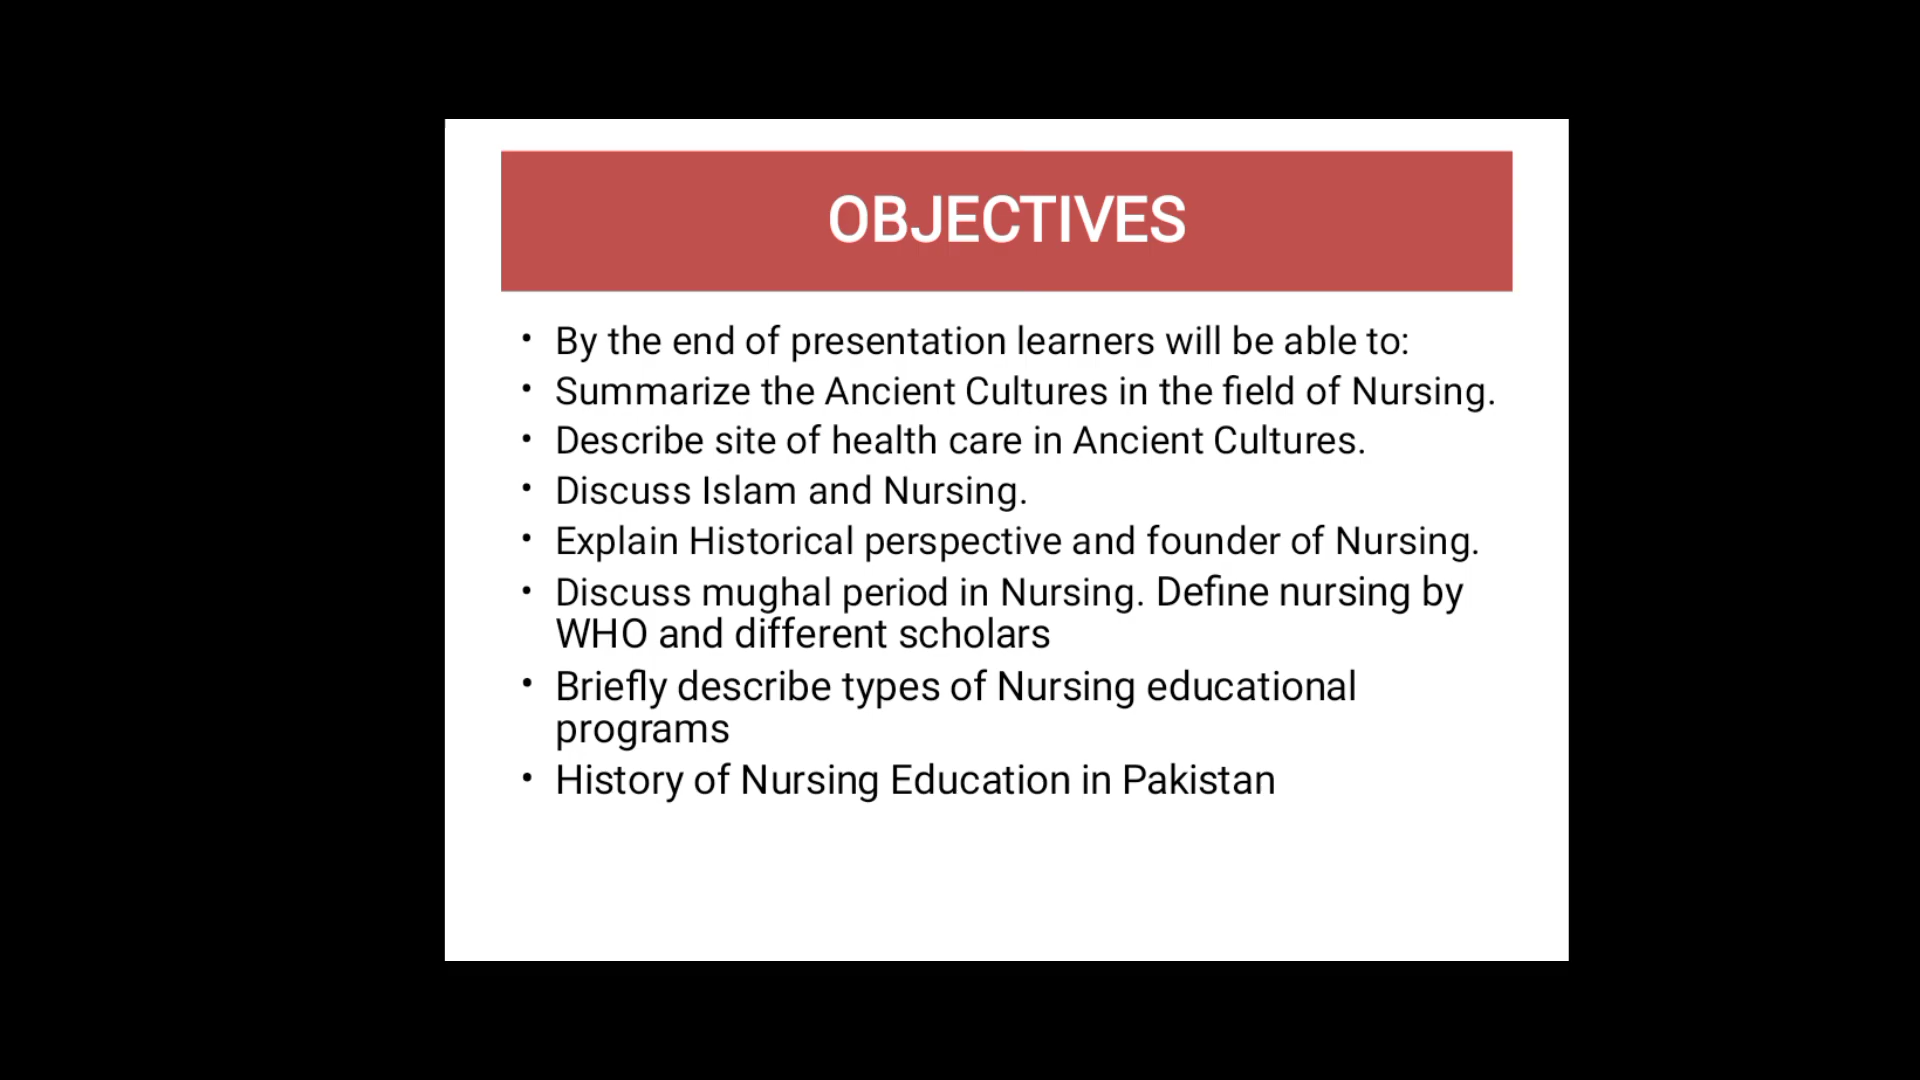 OBJECTIVES
• By the end of presentation learners will be able to:
• Summarize the Ancient Cultures in the field of Nursing.
• Describe site of health care in Ancient Cultures.
• Discuss Islam and Nursing.
• Explain Historical perspective and founder of Nursing.
• Discuss mughal period in Nursing. Define nursing by
WHO and different scholars
• Briefly describe types of Nursing educational
programs
• History of Nursing Education in Pakistan